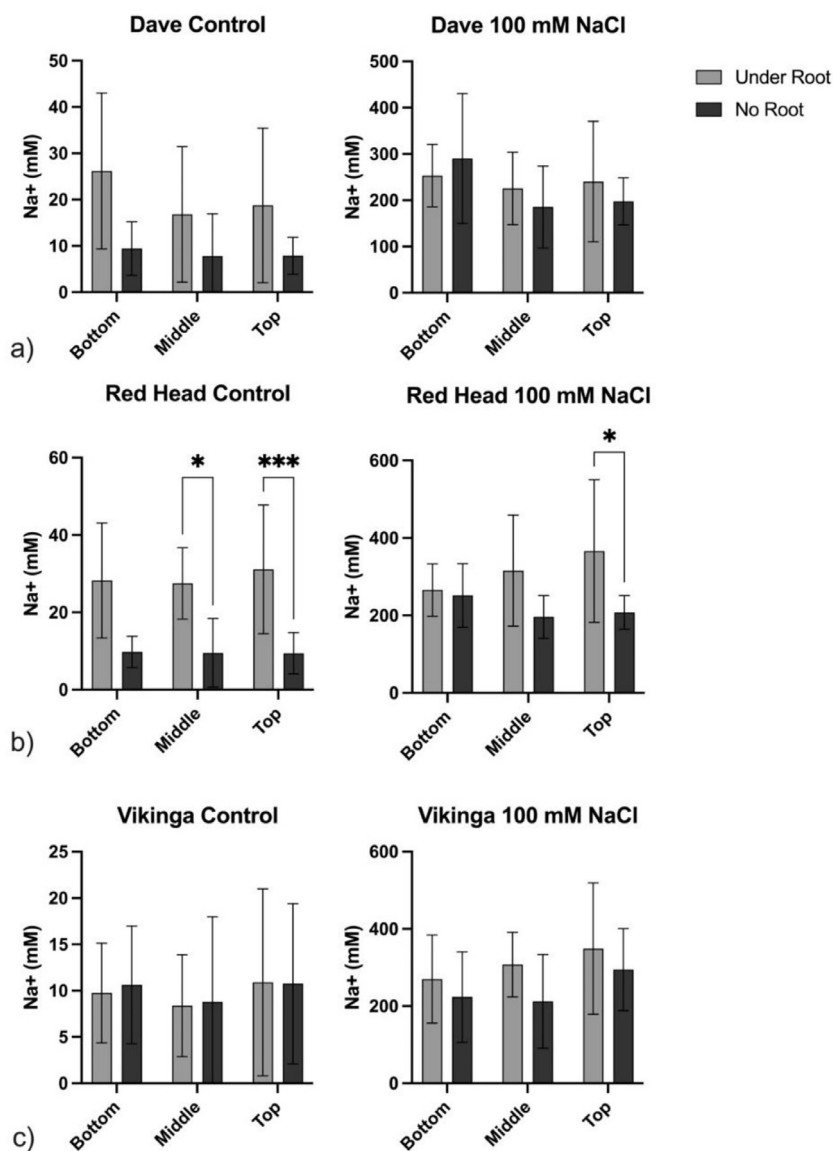 Dave Control
Dave 100 mM NaCl
Under Root
No Root
Na+ (mM)
50
40
30
20
10
0
Bottom
Middle
Top
Na+ (mM)
500
400
300
200
100
0
Bottom
Middle
Top
a)
Red Head Control
Red Head 100 mM NaCl
Na+ (mM)
60
40
20
0
*
***
Bottom
Middle
Top
Na+ (mM)
600
400
200
0
*
Bottom
Middle
Top
b)
Vikinga Control
Vikinga 100 mM NaCl
Na+ (mM)
25
20
15
10
5
0
Bottom
Middle
Top
Na+ (mM)
600
400
200
0
Bottom
Middle
Top
c)